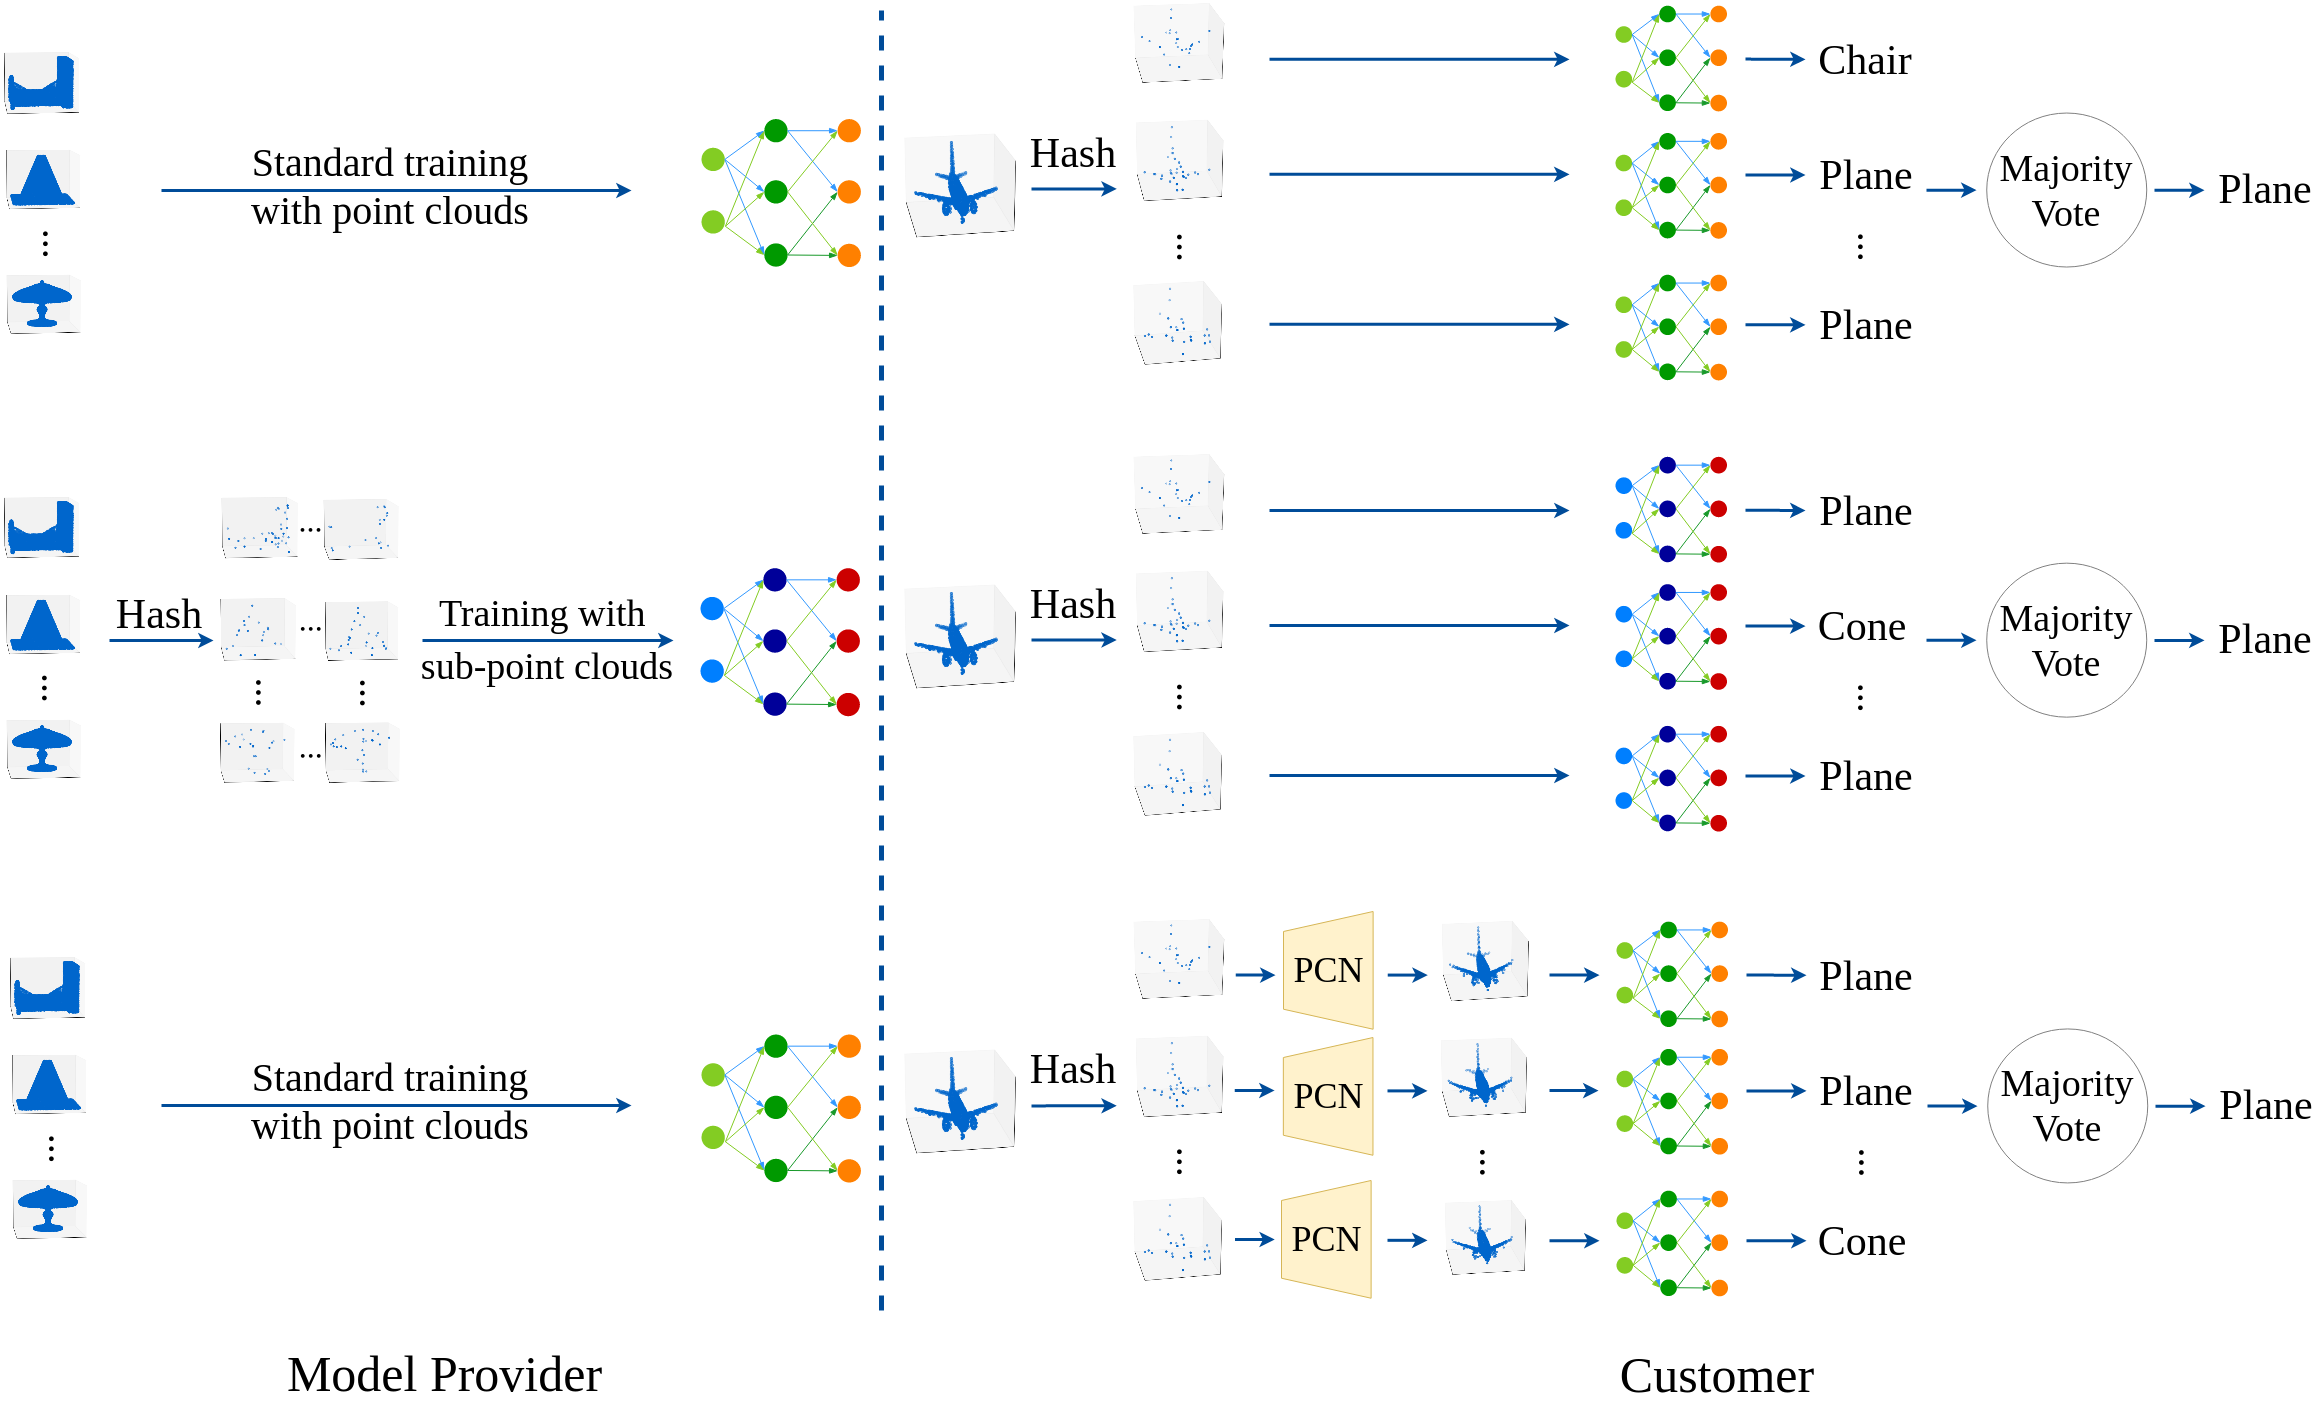 Standard training
with point clouds
Hash
Chair
Plane
⋮
Plane
Majority
Vote
Plane
Hash
...
...
...
Training with
sub-point clouds
Hash
Plane
Cone
Plane
Majority
Vote
Plane
Standard training
with point clouds
Hash
PCN
PCN
PCN
Plane
Plane
Cone
Majority
Vote
Plane
Model Provider
Customer